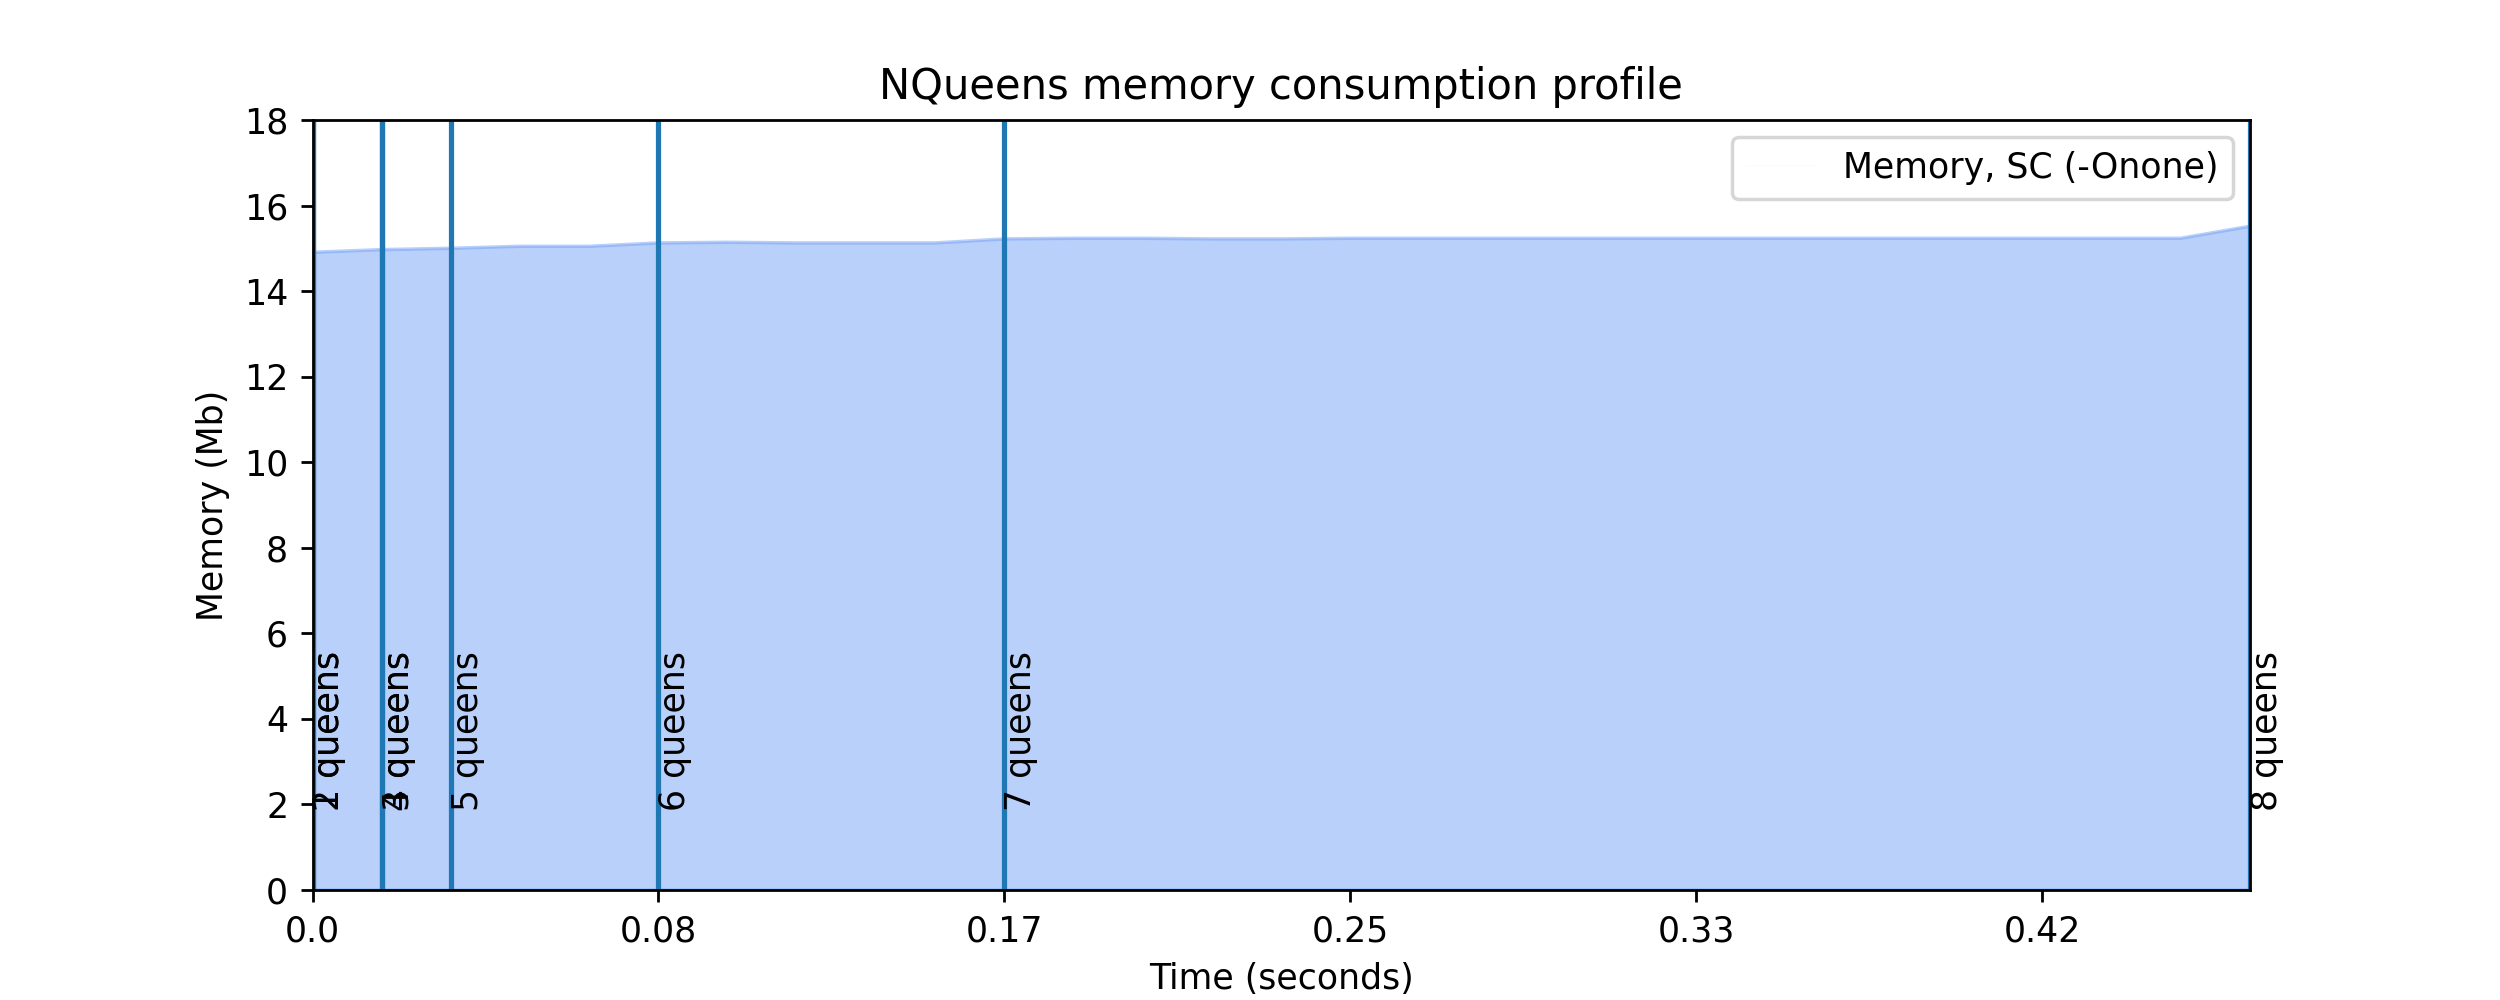 NQueens memory consumption profile
Memory, SC (-Onone)
Memory (Mb)
18
16
14
12
10
8
6
4
2
0
queens
queens
5 queens
6 queens
7 queens
8 queens
0.0
0.08
0.17
0.25
0.33
0.42
Time (seconds)